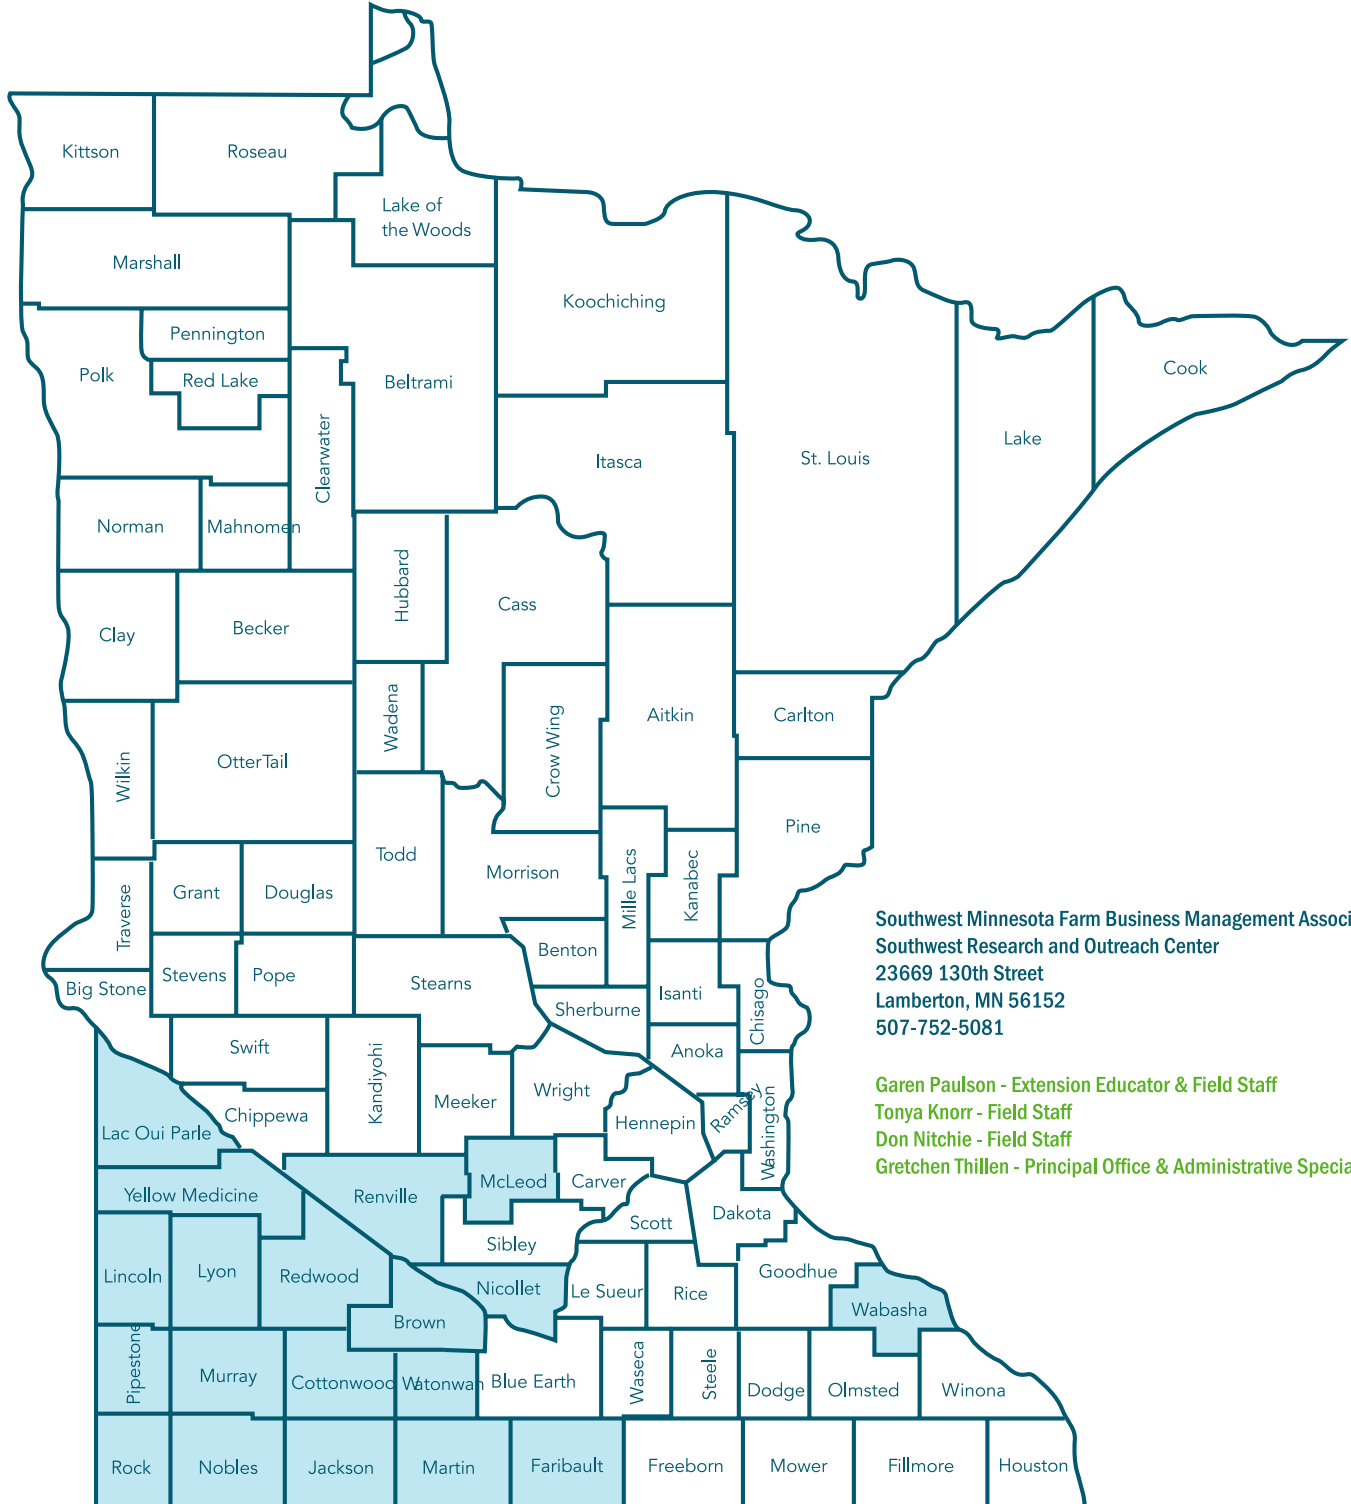 Kittson
Roseau
Lake of
the Woods
Marshall
Koochiching
Pennington
Polk
Red Lake
Beltrami
Cook
Clearwater
Itasca
St. Louis
Lake
Norman
Mahnomen
Hubbard
Cass
Clay
Becker
Wadena
Crow Wing
Aitkin
Carlton
Wilkin
OtterTail
Pine
Todd
Morrison
Mille Lacs
Kanabec
Traverse
Grant
Douglas
Benton
Big Stone
Stevens
Pope
Stearns
Sherburne
Isanti
Chisago
Southwest Minnesota Farm Business Management Associ
Southwest Research and Outreach Center
23669 130th Street
Lamberton, MN 56152
507-752-5081
Swift
Kandiyohi
Anoka
Chippewa
Meeker
Wright
Hennepin
Ramsey
Washington
Garen Paulson - Extension Educator & Field Staff
Tonya Knorr - Field Staff
Don Nitchie - Field Staff
Gretchen Thillen - Principal Office & Administrative Specia
Lac Oui Parle
Yellow Medicine
Renville
McLeod
Carver
Scott
Dakota
Sibley
Lincoln
Lyon
Redwood
Nicollet
Le Sueur
Rice
Goodhue
Wabasha
Brown
Pipestone
Murray
Cottonwood
Watonwan
Blue Earth
Waseca
Steele
Dodge
Olmsted
Winona
Rock
Nobles
Jackson
Martin
Faribault
Freeborn
Mower
Fillmore
Houston